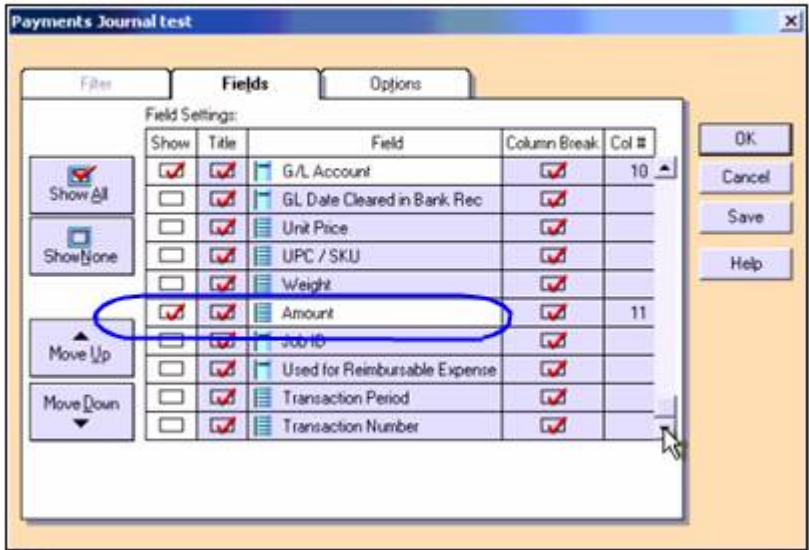 Payments Journal test
Filter Fields Options
Field Settings:
Show Title Field Column Break Col #
G/L Account 10
GL Date Cleared in Bank Rec
Unit Price
UPC / SKU
Weight
Amount 11
Job ID
Used for Reimbursable Expense
Transaction Period
Transaction Number
Show All
Show None
Move Up
Move Down
OK
Cancel
Save
Help